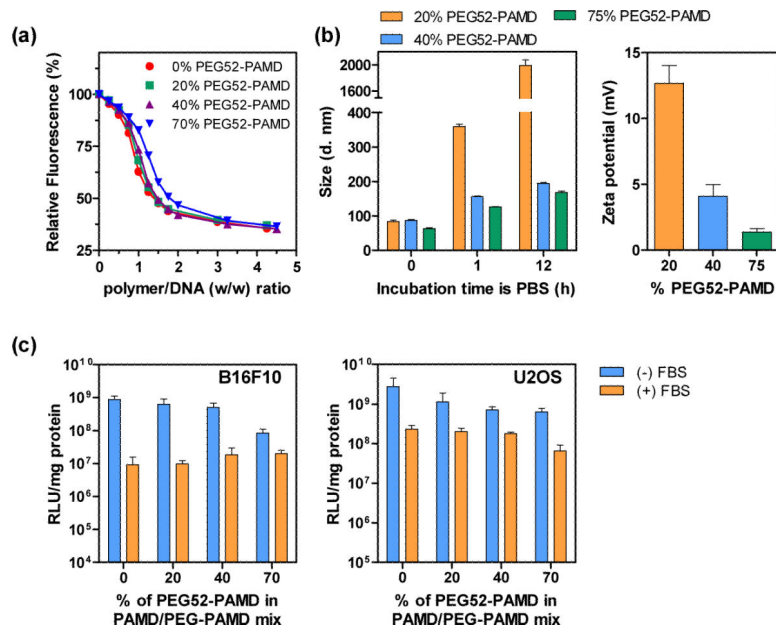 (a)
0% PEG52-PAMD
20% PEG52-PAMD
40% PEG52-PAMD
70% PEG52-PAMD
Relative Fluorescence (%)
100
75
50
25
0 1 2 3 4 5
polymer/DNA (w/w) ratio
(b)
20% PEG52-PAMD
40% PEG52-PAMD
75% PEG52-PAMD
Size (d. nm)
2000
400
300
200
100
0
0 1 12
Incubation time is PBS (h)
Zeta potential (mV)
15
10
5
0
20 40 75
% PEG52-PAMD
(c)
B16F10
RLU/mg protein
10^10
10^9
10^8
10^7
10^6
10^5
10^4
0 20 40 70
% of PEG52-PAMD in
PAMD/PEG-PAMD mix
U2OS
RLU/mg protein
10^10
10^9
10^8
10^7
10^6
10^5
0 20 40 70
% of PEG52-PAMD in
PAMD/PEG-PAMD mix
(-) FBS
(+) FBS